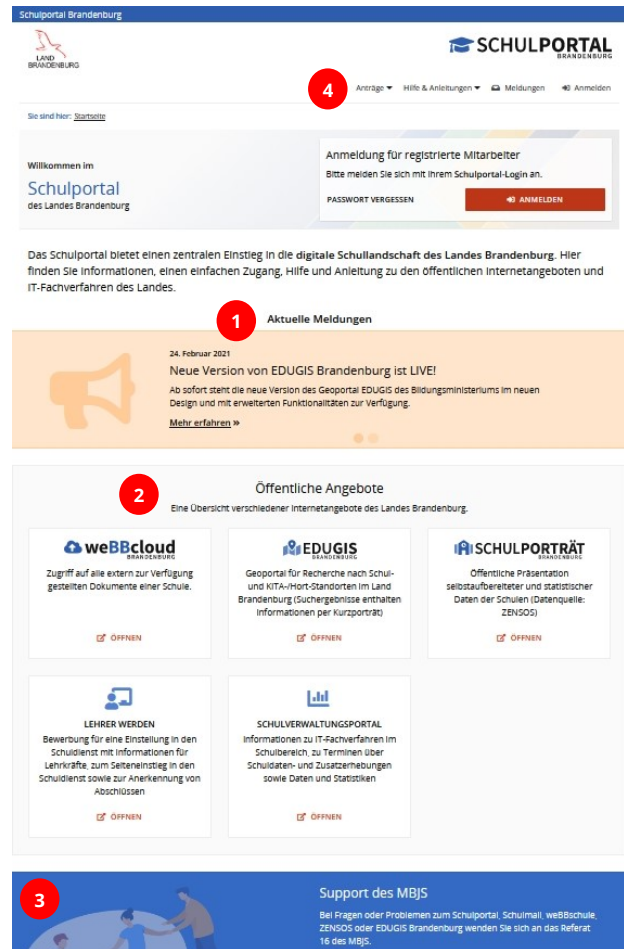 Schulportal Brandenburg
LAND
BRANDENBURG
SCHULPORTAL
BRANDENBURG
4
Anträge
Hilfe & Anleitungen
Meldungen
Anmelden
Sie sind hier: Startseite
Willkommen im
Schulportal
des Landes Brandenburg
Anmeldung für registrierte Mitarbeiter
Bitte melden Sie sich mit Ihrem Schulportal-Login an.
PASSWORT VERGESSEN
ANMELDEN
Das Schulportal bietet einen zentralen Einstieg in die digitale Schullandschaft des Landes Brandenburg. Hier
finden Sie Informationen, einen einfachen Zugang, Hilfe und Anleitung zu den öffentlichen Internetangeboten und
IT-Fachverfahren des Landes.
1
Aktuelle Meldungen
24. Februar 2021
Neue Version von EDUGIS Brandenburg ist LIVE!
Ab sofort steht die neue Version des Geoportal EDUGIS des Bildungsministeriums im neuen
Design und mit erweiterten Funktionalitäten zur Verfügung.
Mehr erfahren »
2
Öffentliche Angebote
Eine Übersicht verschiedener Internetangebote des Landes Brandenburg.
weBBcloud
BRANDENBURG
Zugriff auf alle extern zur Verfügung
gestellten Dokumente einer Schule.
ÖFFNEN
EDUGIS
BRANDENBURG
Geoportal für Recherche nach Schul-
und KITA-/Hort-Standorten im Land
Brandenburg (Suchergebnisse enthalten
Informationen per Kurzporträt)
ÖFFNEN
SCHULPORTRÄT
BRANDENBURG
Öffentliche Präsentation
selbstaufbereiteter und statistischer
Daten der Schulen (Datenquelle:
ZENSOS)
ÖFFNEN
LEHRER WERDEN
Bewerbung für eine Einstellung in den
Schuldienst mit Informationen für
Lehrkräfte, zum Seiteneinstieg in den
Schuldienst sowie zur Anerkennung von
Abschlüssen
ÖFFNEN
SCHULVERWALTUNGSPORTAL
Informationen zu IT-Fachverfahren im
Schulbereich, zu Terminen über
Schuldaten- und Zusatzerhebungen
sowie Daten und Statistiken
ÖFFNEN
3
Support des MBJS
Bei Fragen oder Problemen zum Schulportal, Schulmail, weBBschule,
ZENSOS oder EDUGIS Brandenburg wenden Sie sich an das Referat
16 des MBJS.